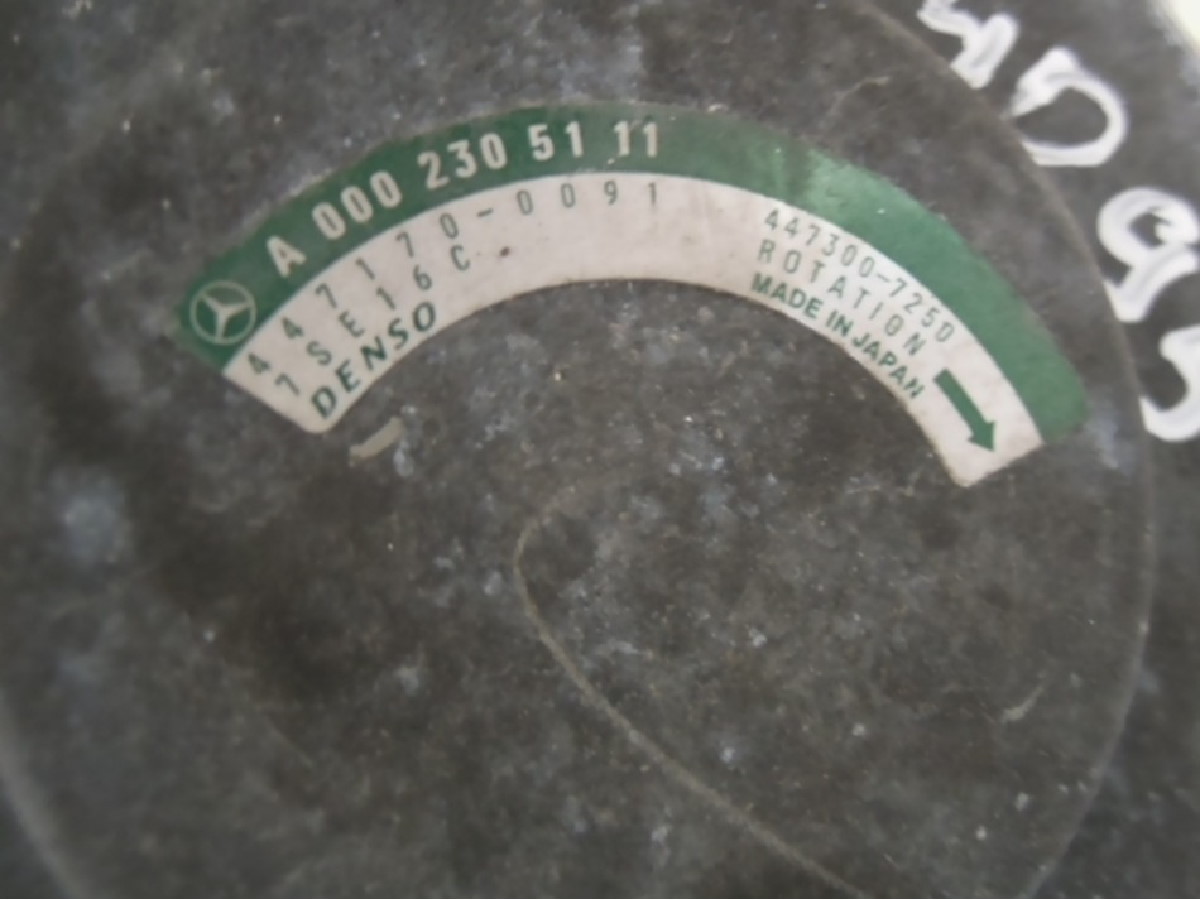 A 000 230 51 11
447170-0091
7SE16C
DENSO
447300-7250
ROTATION
MADE IN JAPAN